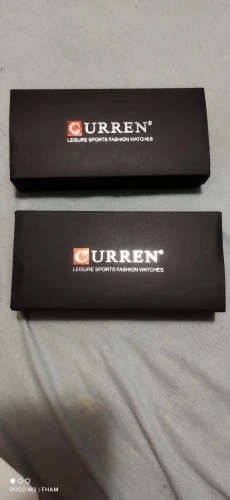 CURREN®
LEISURE SPORTS FASHION WATCHES
CURREN®
LEISURE SPORTS FASHION WATCHES
POCO M3 | FHAM